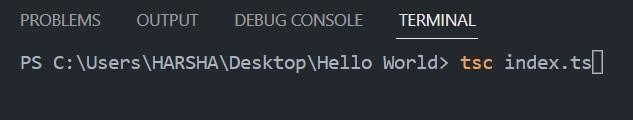 PROBLEMS OUTPUT DEBUG CONSOLE TERMINAL
PS C:\Users\HARSHA\Desktop\Hello World> tsc index.ts